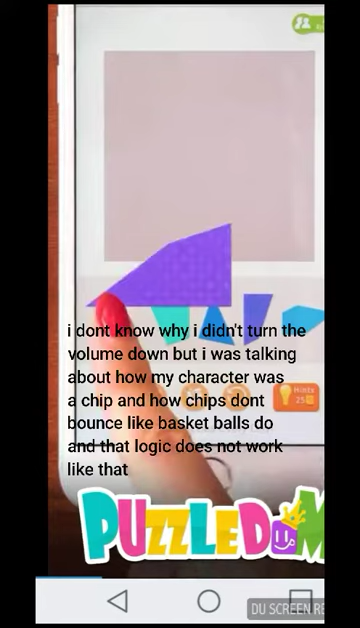 i dont know why i didn't turn the
volume down but i was talking
about how my character was
a chip and how chips dont
bounce like basket balls do
and that logic does not work
like that
Hints
25
PUZZLEDOM
DU SCREEN RE